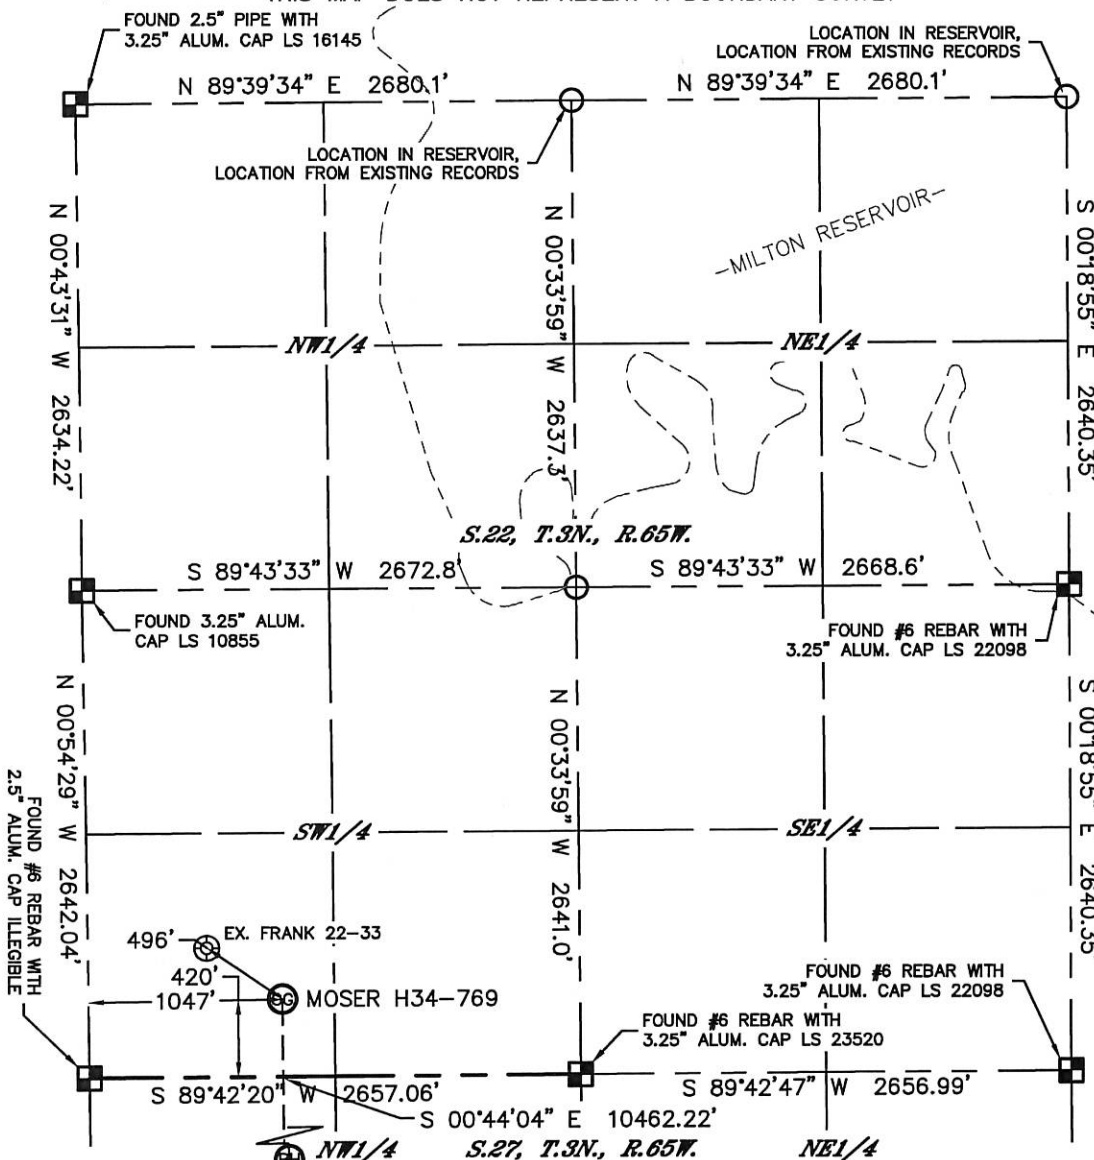 FOUND 2.5" PIPE WITH
3.25" ALUM. CAP LS 16145
LOCATION IN RESERVOIR,
LOCATION FROM EXISTING RECORDS
N 89°39'34" E 2680.1'
N 89°39'34" E 2680.1'
LOCATION IN RESERVOIR,
LOCATION FROM EXISTING RECORDS
-MILTON RESERVOIR-
N 00°43'31" W 2634.22'
N 00°33'59" W 2637.3'
S 00°18'55" E 2640.35'
NW1/4
NE1/4
S.22, T.3N., R.65W.
S 89°43'33" W 2672.8'
S 89°43'33" W 2668.6'
FOUND 3.25" ALUM.
CAP LS 10855
FOUND #6 REBAR WITH
3.25" ALUM. CAP LS 22098
N 00°54'29" W 2642.04'
N 00°33'59" W 2641.0'
S 00°18'55" E 2640.35'
FOUND #6 REBAR WITH
2.5" ALUM. CAP ILLEGIBLE
SW1/4
SE1/4
496'
EX. FRANK 22-33
420'
1047'
MOSER H34-769
FOUND #6 REBAR WITH
3.25" ALUM. CAP LS 22098
FOUND #6 REBAR WITH
3.25" ALUM. CAP LS 23520
S 89°42'20" W 2657.06'
S 89°42'47" W 2656.99'
S 00°44'04" E 10462.22'
NW1/4
S.27, T.3N., R.65W.
NE1/4